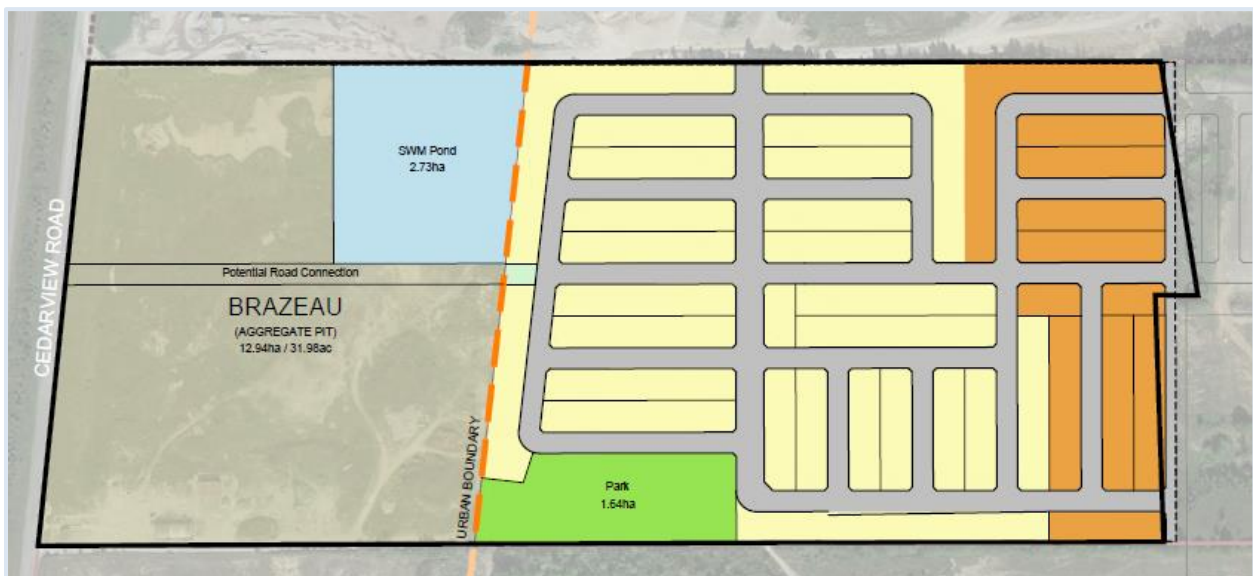 SWM Pond
2.73ha
CEDARVIEW ROAD
Potential Road Connection
BRAZEAU
(AGGREGATE PIT)
12.94ha / 31.98ac
URBAN BOUNDARY
Park
1.64ha